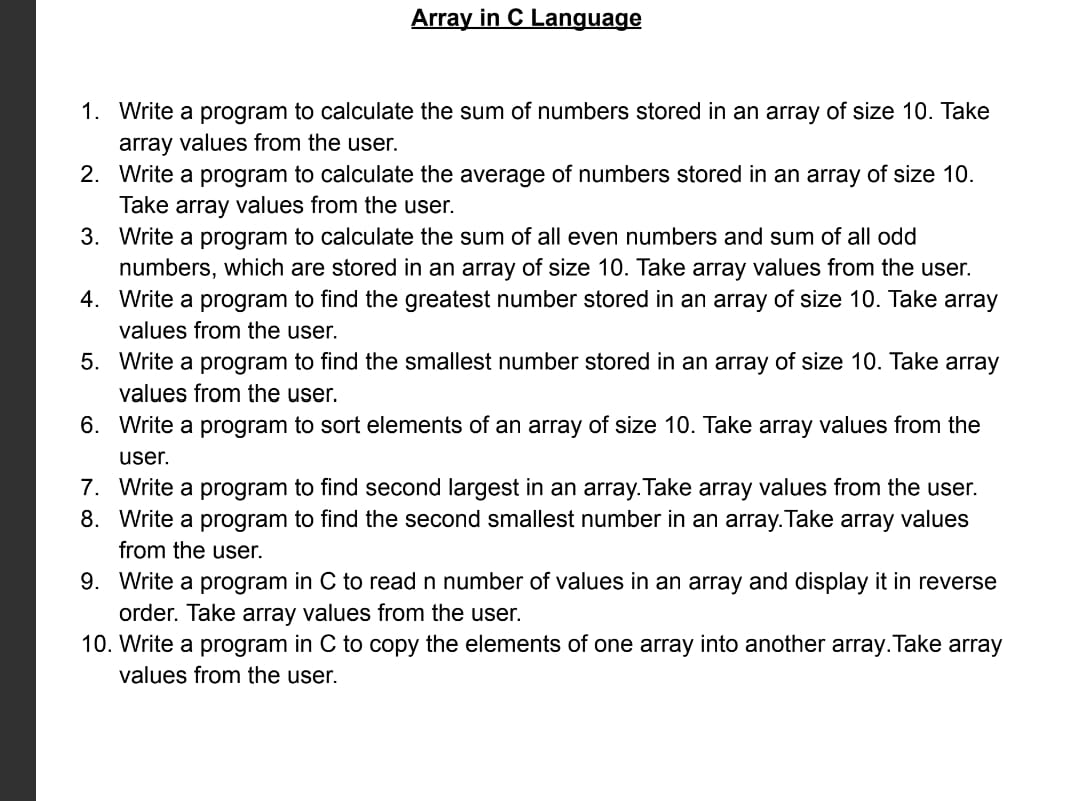 Array in C Language
1. Write a program to calculate the sum of numbers stored in an array of size 10. Take
array values from the user.
2. Write a program to calculate the average of numbers stored in an array of size 10.
Take array values from the user.
3. Write a program to calculate the sum of all even numbers and sum of all odd
numbers, which are stored in an array of size 10. Take array values from the user.
4. Write a program to find the greatest number stored in an array of size 10. Take array
values from the user.
5. Write a program to find the smallest number stored in an array of size 10. Take array
values from the user.
6. Write a program to sort elements of an array of size 10. Take array values from the
user.
7. Write a program to find second largest in an array.Take array values from the user.
8. Write a program to find the second smallest number in an array.Take array values
from the user.
9. Write a program in C to read n number of values in an array and display it in reverse
order. Take array values from the user.
10. Write a program in C to copy the elements of one array into another array.Take array
values from the user.